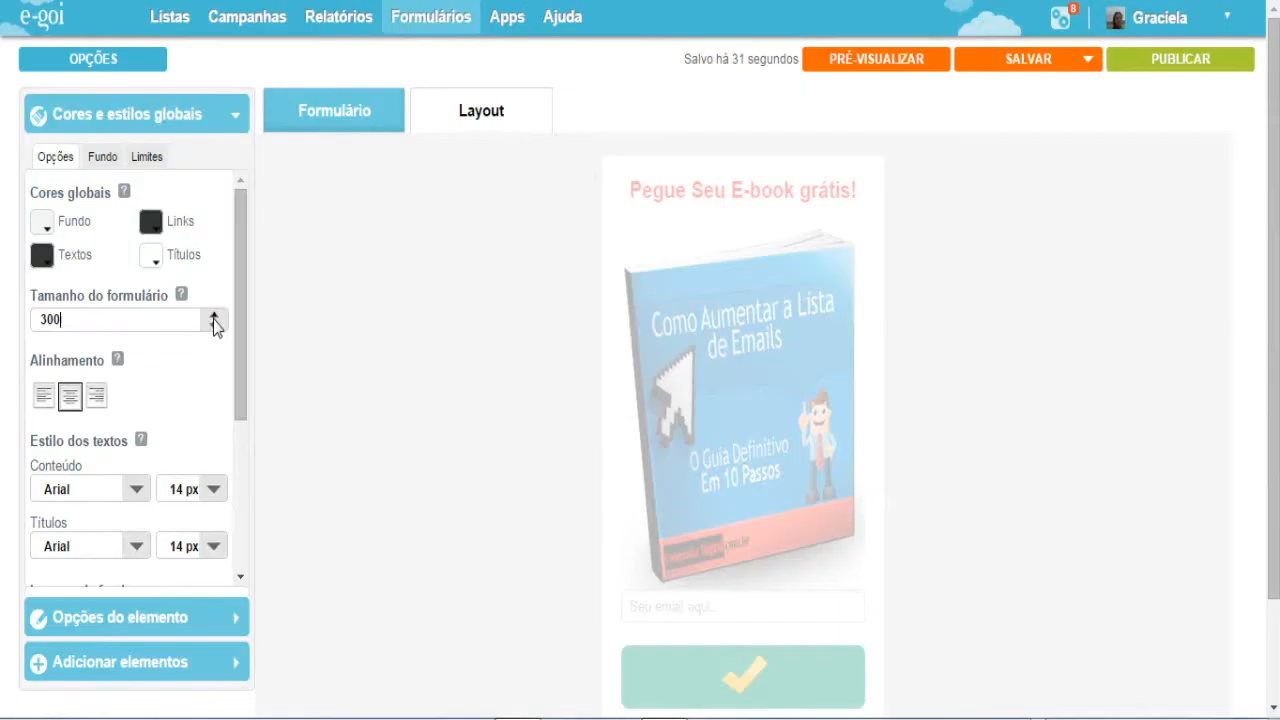 e-goi
Listas Campanhas Relatórios Formulários Apps Ajuda 8 Graciela
OPÇÕES Salvo há 31 segundos PRÉ-VISUALIZAR SALVAR PUBLICAR
Cores e estilos globais
Formulário Layout
Opções Fundo Limites
Cores globais ?
Fundo Links
Textos Títulos
Tamanho do formulário ?
300
Alinhamento ?
Estilo dos textos ?
Conteúdo
Arial 14 px
Títulos
Arial 14 px
Opções do elemento
Adicionar elementos
Pegue Seu E-book grátis!
Como Aumentar a Lista
de Emails
O Guia Definitivo
Em 10 Passos
Seu email aqui...